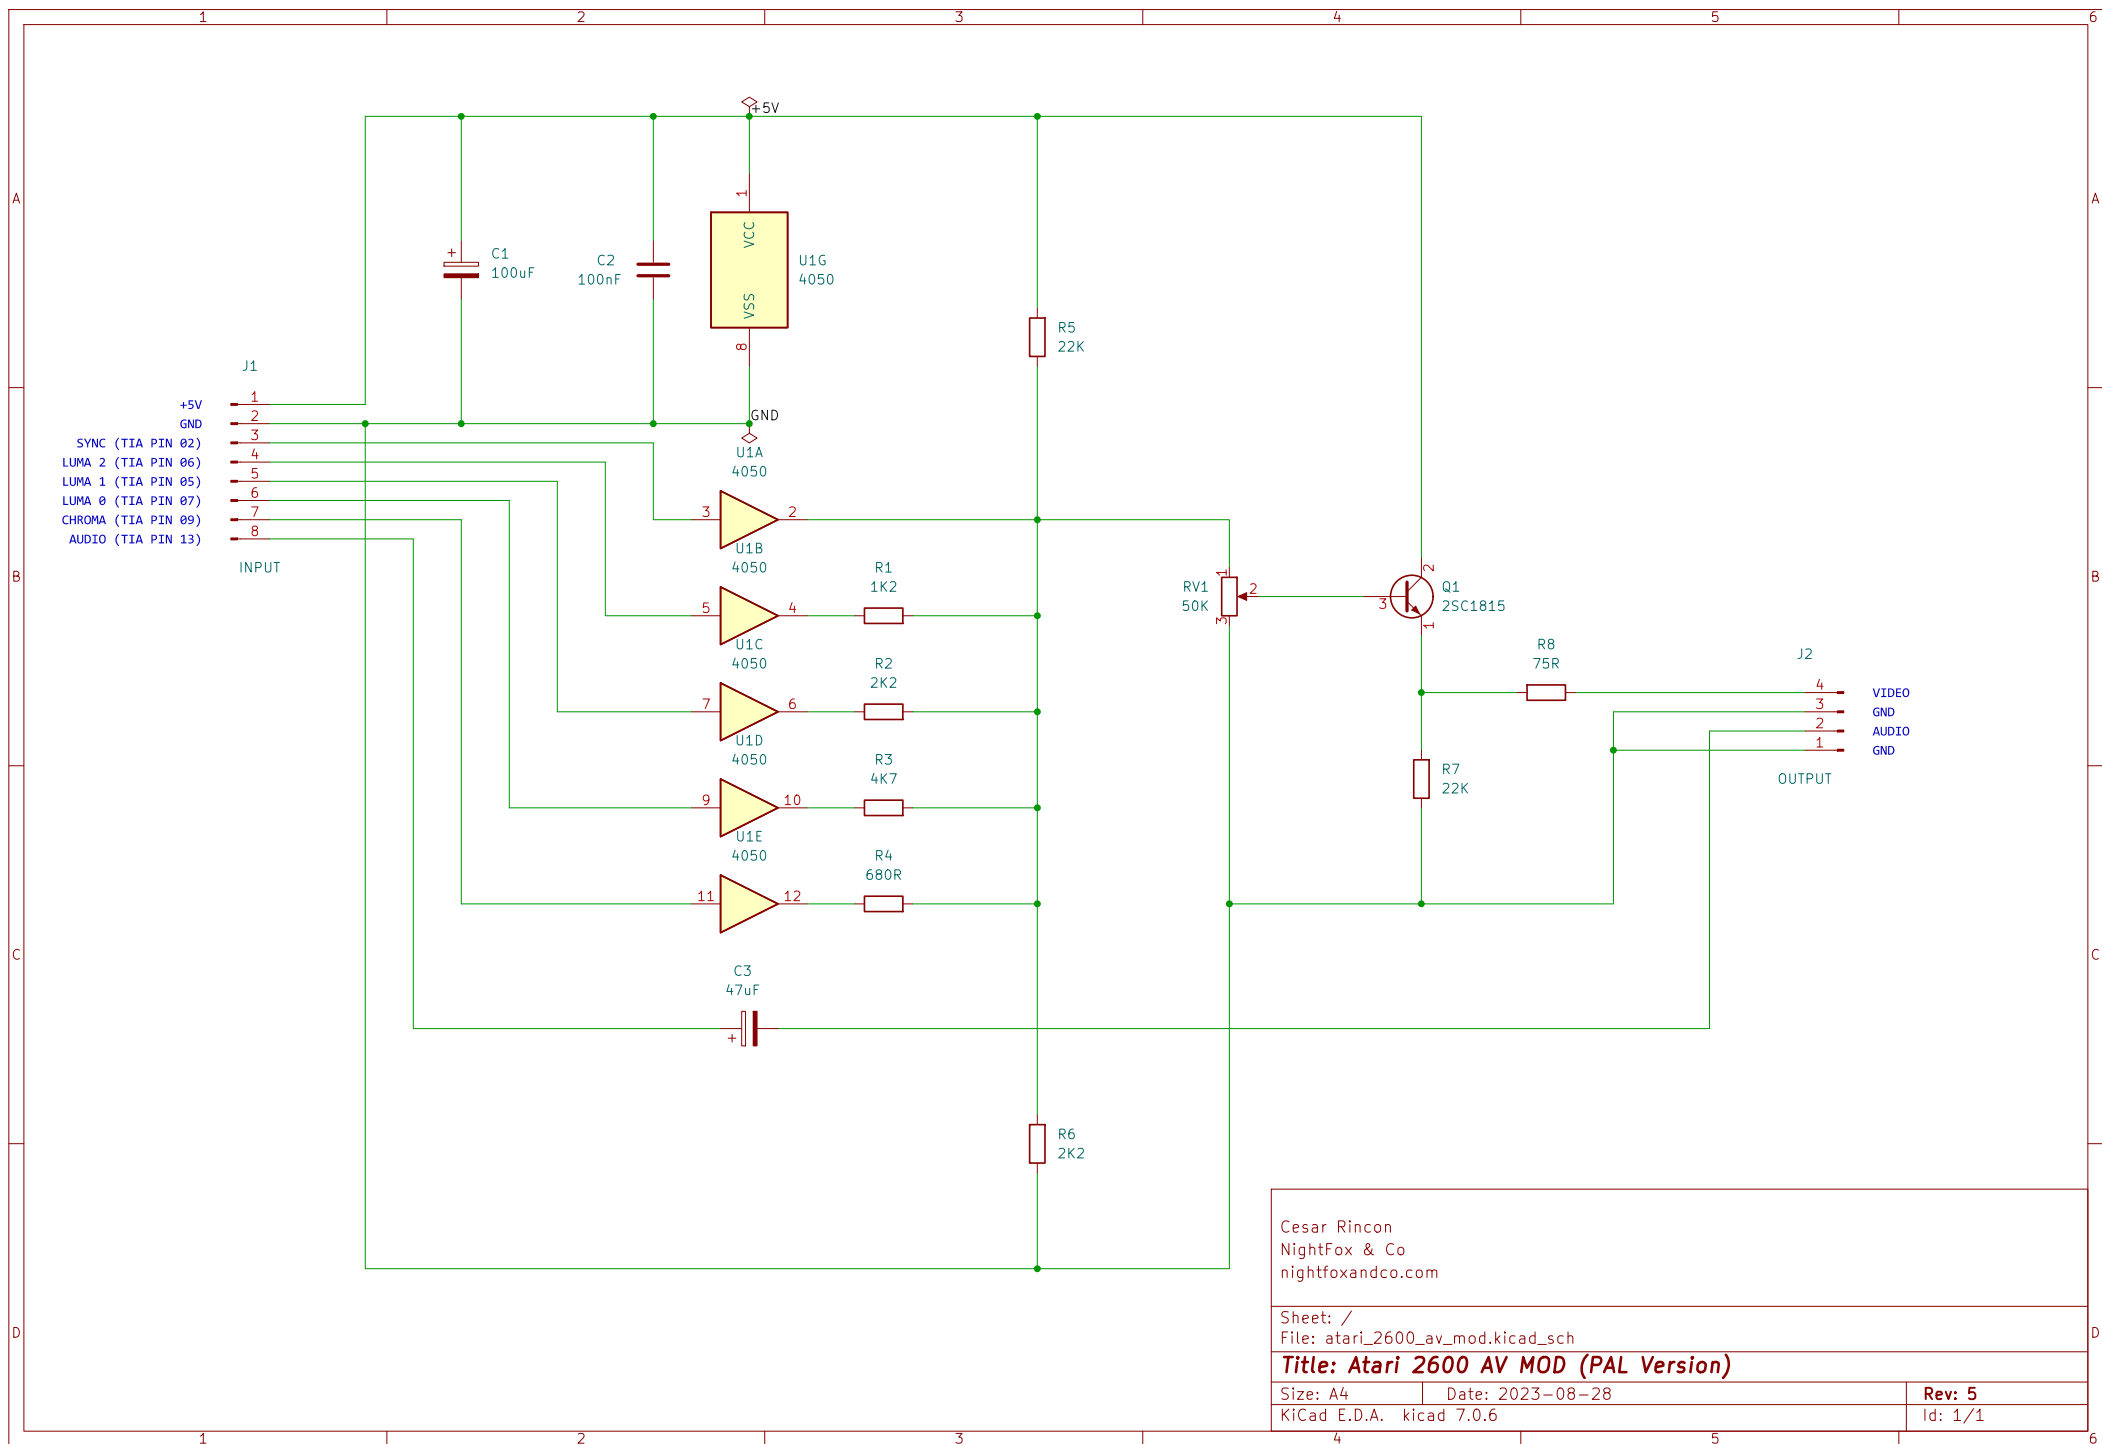 1 2 3 4 5 6
A A
B B
C C
D D
+5V
1
VCC
VSS
8
U1G
4050
GND
+
C1
100uF
C2
100nF
R5
22K
J1
+5V 1
GND 2
SYNC (TIA PIN 02) 3
LUMA 2 (TIA PIN 06) 4
LUMA 1 (TIA PIN 05) 5
LUMA 0 (TIA PIN 07) 6
CHROMA (TIA PIN 09) 7
AUDIO (TIA PIN 13) 8
INPUT
U1A
4050
3 2
U1B
4050
5 4
R1
1K2
U1C
4050
7 6
R2
2K2
U1D
4050
9 10
R3
4K7
U1E
4050
11 12
R4
680R
C3
47uF
+
R6
2K2
RV1
50K
1
2
3
Q1
2SC1815
2
3
1
R8
75R
R7
22K
J2
4 VIDEO
3 GND
2 AUDIO
1 GND
OUTPUT
Cesar Rincon
NightFox & Co
nightfoxandco.com
Sheet: /
File: atari_2600_av_mod.kicad_sch
Title: Atari 2600 AV MOD (PAL Version)
Size: A4 Date: 2023-08-28 Rev: 5
KiCad E.D.A. kicad 7.0.6 Id: 1/1
1 2 3 4 5 6